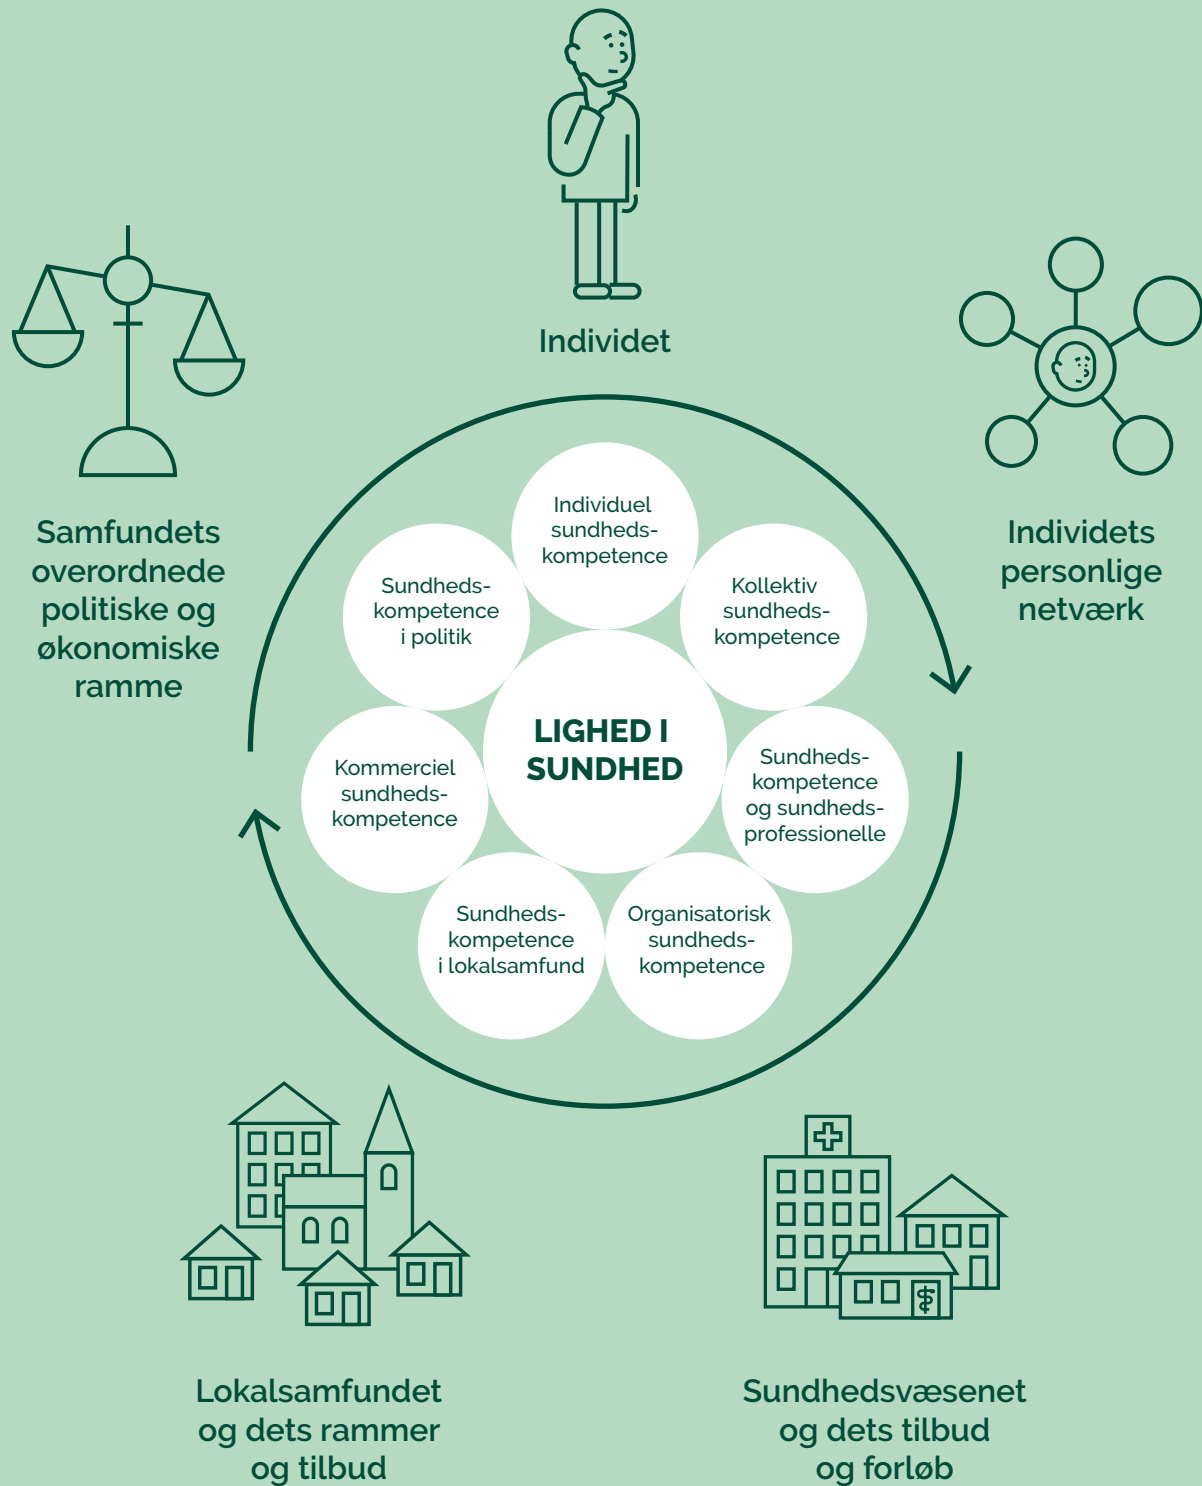 Individet
Samfundets
overordnede
politiske og
økonomiske
ramme
Individets
personlige
netværk
Individuel
sundheds-
kompetence
Sundheds-
kompetence
i politik
Kollektiv
sundheds-
kompetence
LIGHED I
SUNDHED
Kommerciel
sundheds-
kompetence
Sundheds-
kompetence
og sundheds-
professionelle
Sundheds-
kompetence
i lokalsamfund
Organisatorisk
sundheds-
kompetence
Lokalsamfundet
og dets rammer
og tilbud
Sundhedsvæsenet
og dets tilbud
og forløb